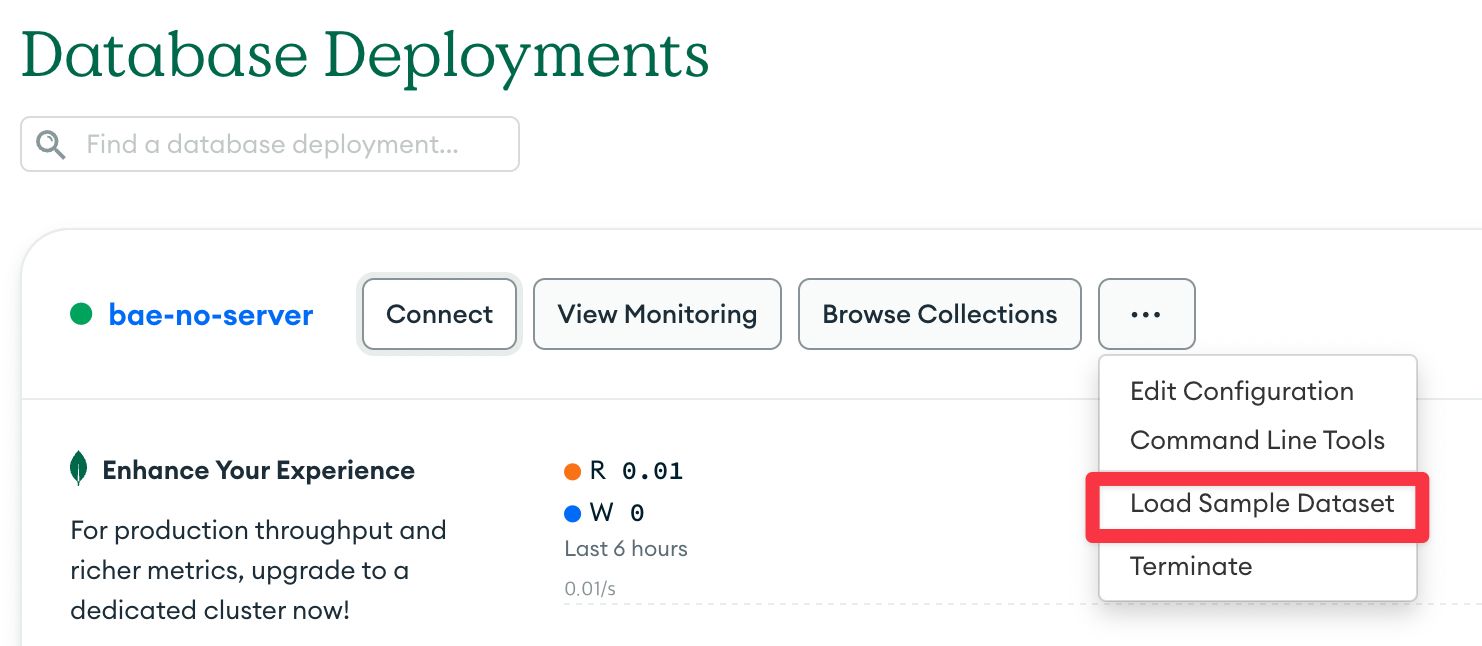 Database Deployments
Find a database deployment...
bae-no-server
Connect
View Monitoring
Browse Collections
...
Edit Configuration
Command Line Tools
Load Sample Dataset
Terminate
Enhance Your Experience
For production throughput and
richer metrics, upgrade to a
dedicated cluster now!
R 0.01
W 0
Last 6 hours
0.01/s